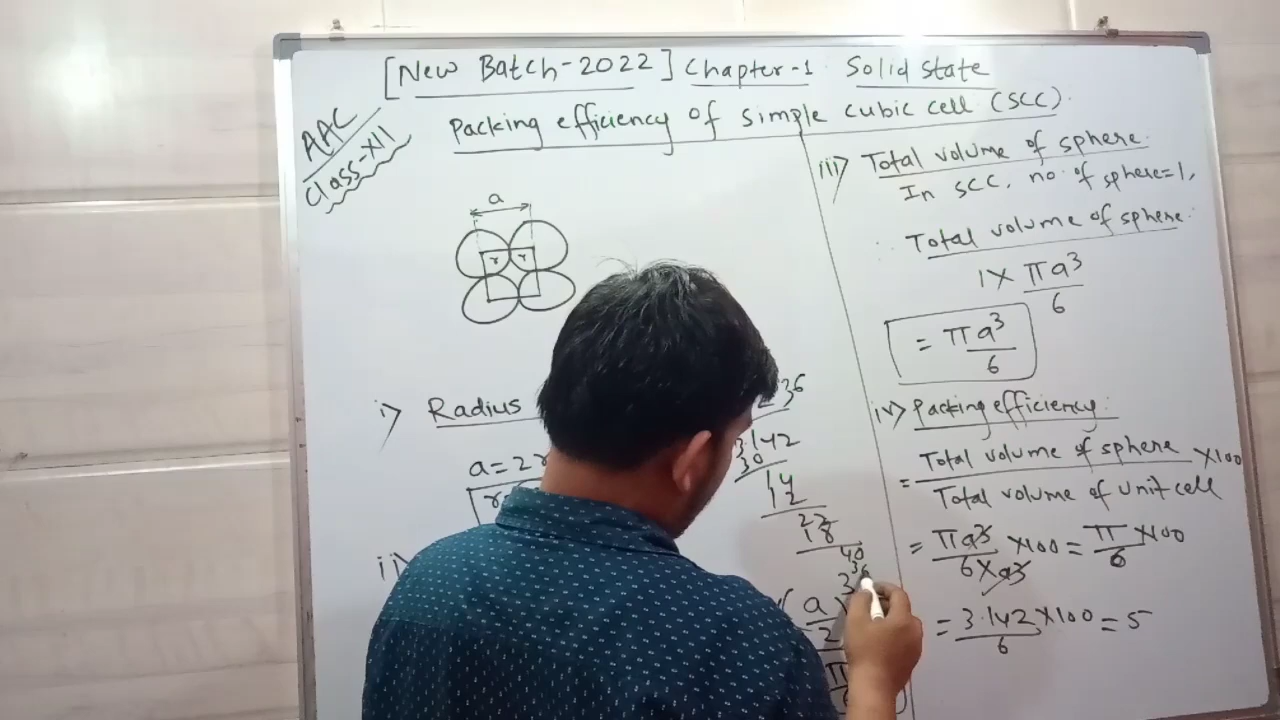 [New Batch-2022] Chapter-1 Solid state
AAC
Class-XII
Packing efficiency of simple cubic cell (SCC).
a
r r
i) Radius
a=2r
ii)
36
3.142
30
14
12
22
18
40
36
a
2
π
iii) Total volume of sphere.
In SCC, no. of sphere=1,
∴ Total volume of sphere.
1× πa³
6
= πa³
6
iv) Packing efficiency:
= Total volume of sphere ×100
Total volume of unit cell
= πa³ ×100 = π ×100
6×a³ 6
= 3.142×100 = 5
6